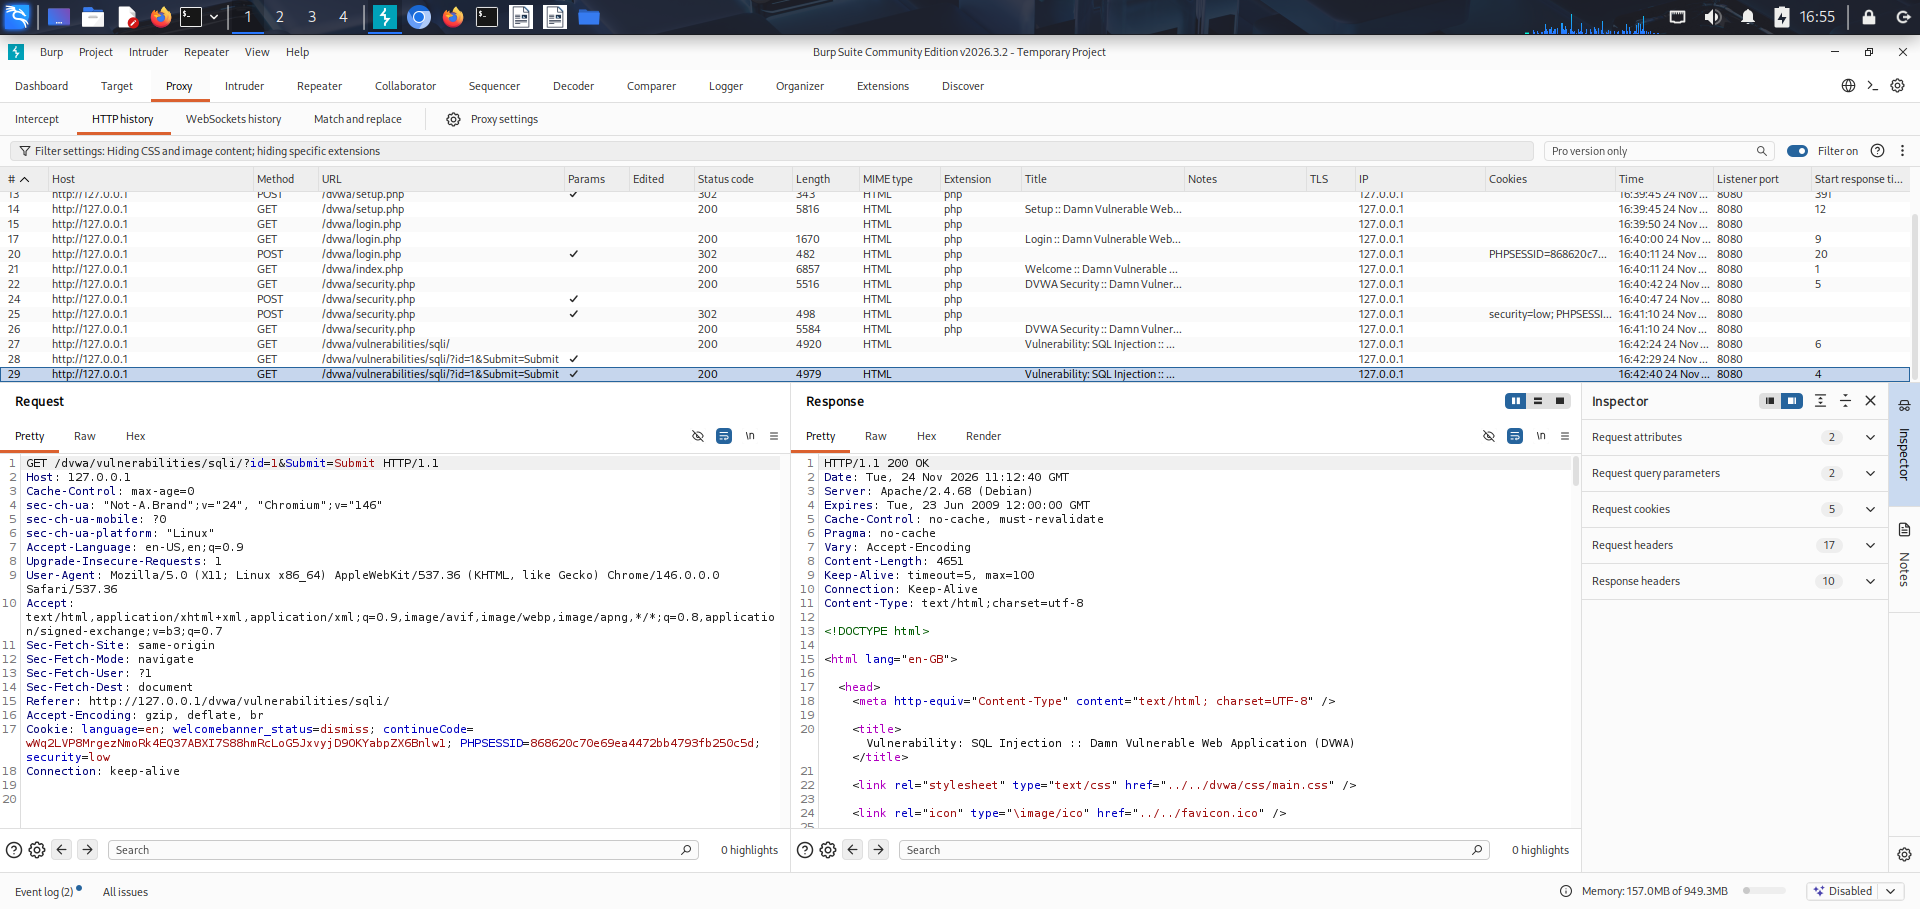 1 2 3 4 16:55
Burp Project Intruder Repeater View Help Burp Suite Community Edition v2026.3.2 - Temporary Project
Dashboard Target Proxy Intruder Repeater Collaborator Sequencer Decoder Comparer Logger Organizer Extensions Discover
Intercept HTTP history WebSockets history Match and replace Proxy settings
Filter settings: Hiding CSS and image content; hiding specific extensions Pro version only Filter on
# Host Method URL Params Edited Status code Length MIME type Extension Title Notes TLS IP Cookies Time Listener port Start response ti...
13 http://127.0.0.1 POST /dvwa/setup.php ✓ 302 343 HTML php 127.0.0.1 16:39:45 24 Nov... 8080 391
14 http://127.0.0.1 GET /dvwa/setup.php 200 5816 HTML php Setup :: Damn Vulnerable Web... 127.0.0.1 16:39:45 24 Nov... 8080 12
15 http://127.0.0.1 GET /dvwa/login.php HTML php 127.0.0.1 16:39:50 24 Nov... 8080
17 http://127.0.0.1 GET /dvwa/login.php 200 1670 HTML php Login :: Damn Vulnerable Web... 127.0.0.1 16:40:00 24 Nov... 8080 9
20 http://127.0.0.1 POST /dvwa/login.php ✓ 302 482 HTML php 127.0.0.1 PHPSESSID=868620c7... 16:40:11 24 Nov... 8080 20
21 http://127.0.0.1 GET /dvwa/index.php 200 6857 HTML php Welcome :: Damn Vulnerable ... 127.0.0.1 16:40:11 24 Nov... 8080 1
22 http://127.0.0.1 GET /dvwa/security.php 200 5516 HTML php DVWA Security :: Damn Vulner... 127.0.0.1 16:40:42 24 Nov... 8080 5
24 http://127.0.0.1 POST /dvwa/security.php ✓ HTML php 127.0.0.1 16:40:47 24 Nov... 8080
25 http://127.0.0.1 POST /dvwa/security.php ✓ 302 498 HTML php 127.0.0.1 security=low; PHPSESSI... 16:41:10 24 Nov... 8080
26 http://127.0.0.1 GET /dvwa/security.php 200 5584 HTML php DVWA Security :: Damn Vulner... 127.0.0.1 16:41:10 24 Nov... 8080
27 http://127.0.0.1 GET /dvwa/vulnerabilities/sqli/ 200 4920 HTML Vulnerability: SQL Injection :: ... 127.0.0.1 16:42:24 24 Nov... 8080 6
28 http://127.0.0.1 GET /dvwa/vulnerabilities/sqli/?id=1&Submit=Submit ✓ 127.0.0.1 16:42:29 24 Nov... 8080
29 http://127.0.0.1 GET /dvwa/vulnerabilities/sqli/?id=1&Submit=Submit ✓ 200 4979 HTML Vulnerability: SQL Injection :: ... 127.0.0.1 16:42:40 24 Nov... 8080 4
Request
Pretty Raw Hex \n
1 GET /dvwa/vulnerabilities/sqli/?id=1&Submit=Submit HTTP/1.1
2 Host: 127.0.0.1
3 Cache-Control: max-age=0
4 sec-ch-ua: "Not-A.Brand";v="24", "Chromium";v="146"
5 sec-ch-ua-mobile: ?0
6 sec-ch-ua-platform: "Linux"
7 Accept-Language: en-US,en;q=0.9
8 Upgrade-Insecure-Requests: 1
9 User-Agent: Mozilla/5.0 (X11; Linux x86_64) AppleWebKit/537.36 (KHTML, like Gecko) Chrome/146.0.0.0
Safari/537.36
10 Accept:
text/html,application/xhtml+xml,application/xml;q=0.9,image/avif,image/webp,image/apng,*/*;q=0.8,applicatio
n/signed-exchange;v=b3;q=0.7
11 Sec-Fetch-Site: same-origin
12 Sec-Fetch-Mode: navigate
13 Sec-Fetch-User: ?1
14 Sec-Fetch-Dest: document
15 Referer: http://127.0.0.1/dvwa/vulnerabilities/sqli/
16 Accept-Encoding: gzip, deflate, br
17 Cookie: language=en; welcomebanner_status=dismiss; continueCode=
wWq2LVP8MrgezNmoRk4EQ37ABXI7S88hmRcLoG5JxvyjD9OKYabpZX6Bnlw1; PHPSESSID=868620c70e69ea4472bb4793fb250c5d;
security=low
18 Connection: keep-alive
19
20
Search 0 highlights
Response
Pretty Raw Hex Render \n
1 HTTP/1.1 200 OK
2 Date: Tue, 24 Nov 2026 11:12:40 GMT
3 Server: Apache/2.4.68 (Debian)
4 Expires: Tue, 23 Jun 2009 12:00:00 GMT
5 Cache-Control: no-cache, must-revalidate
6 Pragma: no-cache
7 Vary: Accept-Encoding
8 Content-Length: 4651
9 Keep-Alive: timeout=5, max=100
10 Connection: Keep-Alive
11 Content-Type: text/html;charset=utf-8
12
13 <!DOCTYPE html>
14
15 <html lang="en-GB">
16
17 <head>
18 <meta http-equiv="Content-Type" content="text/html; charset=UTF-8" />
19
20 <title>
Vulnerability: SQL Injection :: Damn Vulnerable Web Application (DVWA)
</title>
21
22 <link rel="stylesheet" type="text/css" href="../../dvwa/css/main.css" />
23
24 <link rel="icon" type="\image/ico" href="../../favicon.ico" />
25
Search 0 highlights
Inspector
Request attributes 2
Request query parameters 2
Request cookies 5
Request headers 17
Response headers 10
Inspector
Notes
Event log (2) All issues Memory: 157.0MB of 949.3MB Disabled